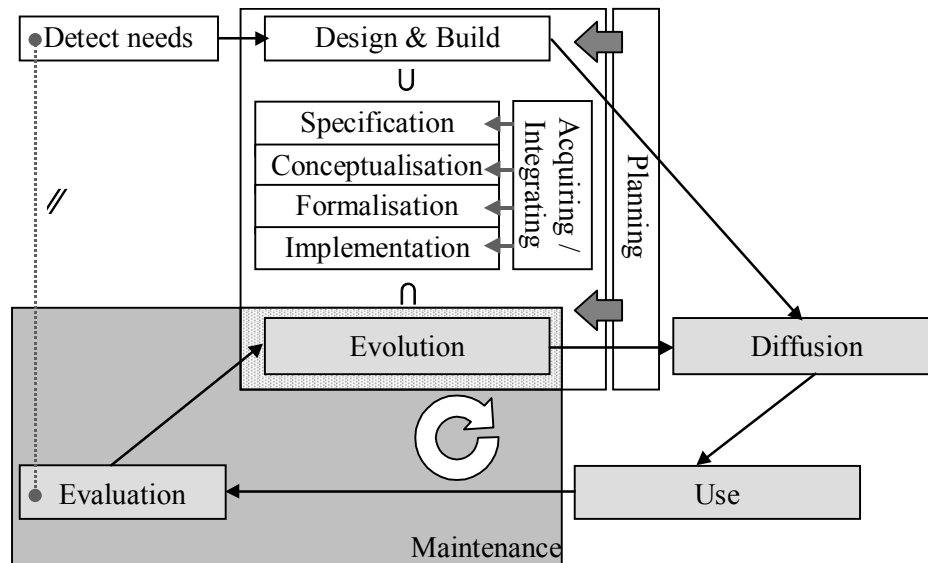 Detect needs
Design & Build
∪
Specification
Conceptualisation
Formalisation
Implementation
Acquiring /
Integrating
Planning
//
∩
Evolution
Diffusion
Evaluation
Use
Maintenance